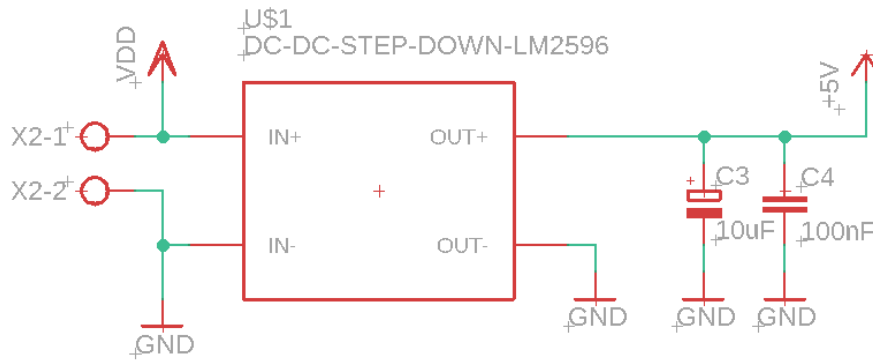 U$1
DC-DC-STEP-DOWN-LM2596
VDD
+5V
X2-1
IN+
OUT+
X2-2
C3
C4
10uF
100nF
IN-
OUT-
GND
GND
GND
GND